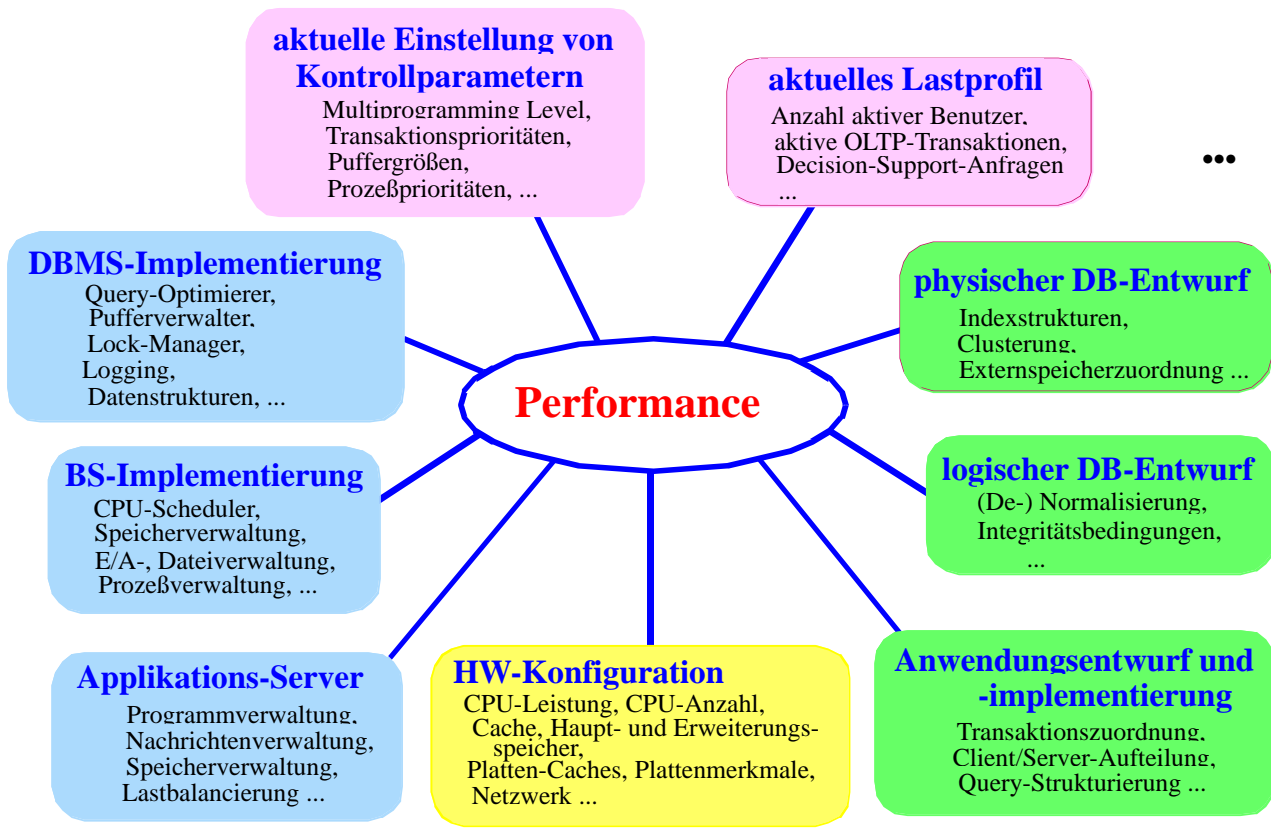 aktuelle Einstellung von
Kontrollparametern
Multiprogramming Level,
Transaktionsprioritäten,
Puffergrößen,
Prozeßprioritäten, ...
aktuelles Lastprofil
Anzahl aktiver Benutzer,
aktive OLTP-Transaktionen,
Decision-Support-Anfragen
...
...
DBMS-Implementierung
Query-Optimierer,
Pufferverwalter,
Lock-Manager,
Logging,
Datenstrukturen, ...
physischer DB-Entwurf
Indexstrukturen,
Clusterung,
Externspeicherzuordnung ...
Performance
BS-Implementierung
CPU-Scheduler,
Speicherverwaltung,
E/A-, Dateiverwaltung,
Prozeßverwaltung, ...
logischer DB-Entwurf
(De-) Normalisierung,
Integritätsbedingungen,
...
Applikations-Server
Programmverwaltung,
Nachrichtenverwaltung,
Speicherverwaltung,
Lastbalancierung ...
HW-Konfiguration
CPU-Leistung, CPU-Anzahl,
Cache, Haupt- und Erweiterungs-
speicher,
Platten-Caches, Plattenmerkmale,
Netzwerk ...
Anwendungsentwurf und
-implementierung
Transaktionszuordnung,
Client/Server-Aufteilung,
Query-Strukturierung ...